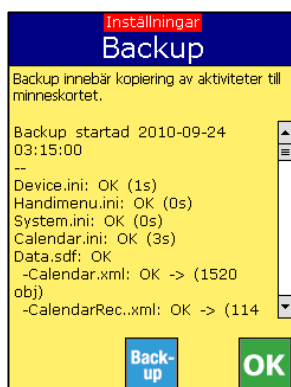 Inställningar
Backup
Backup innebär kopiering av aktiviteter till
minneskortet.
Backup startad 2010-09-24
03:15:00
--
Device.ini: OK (1s)
Handimenu.ini: OK (0s)
System.ini: OK (0s)
Calendar.ini: OK (3s)
Data.sdf: OK
-Calendar.xml: OK -> (1520
obj)
-CalendarRec..xml: OK -> (114
Back-
up
OK